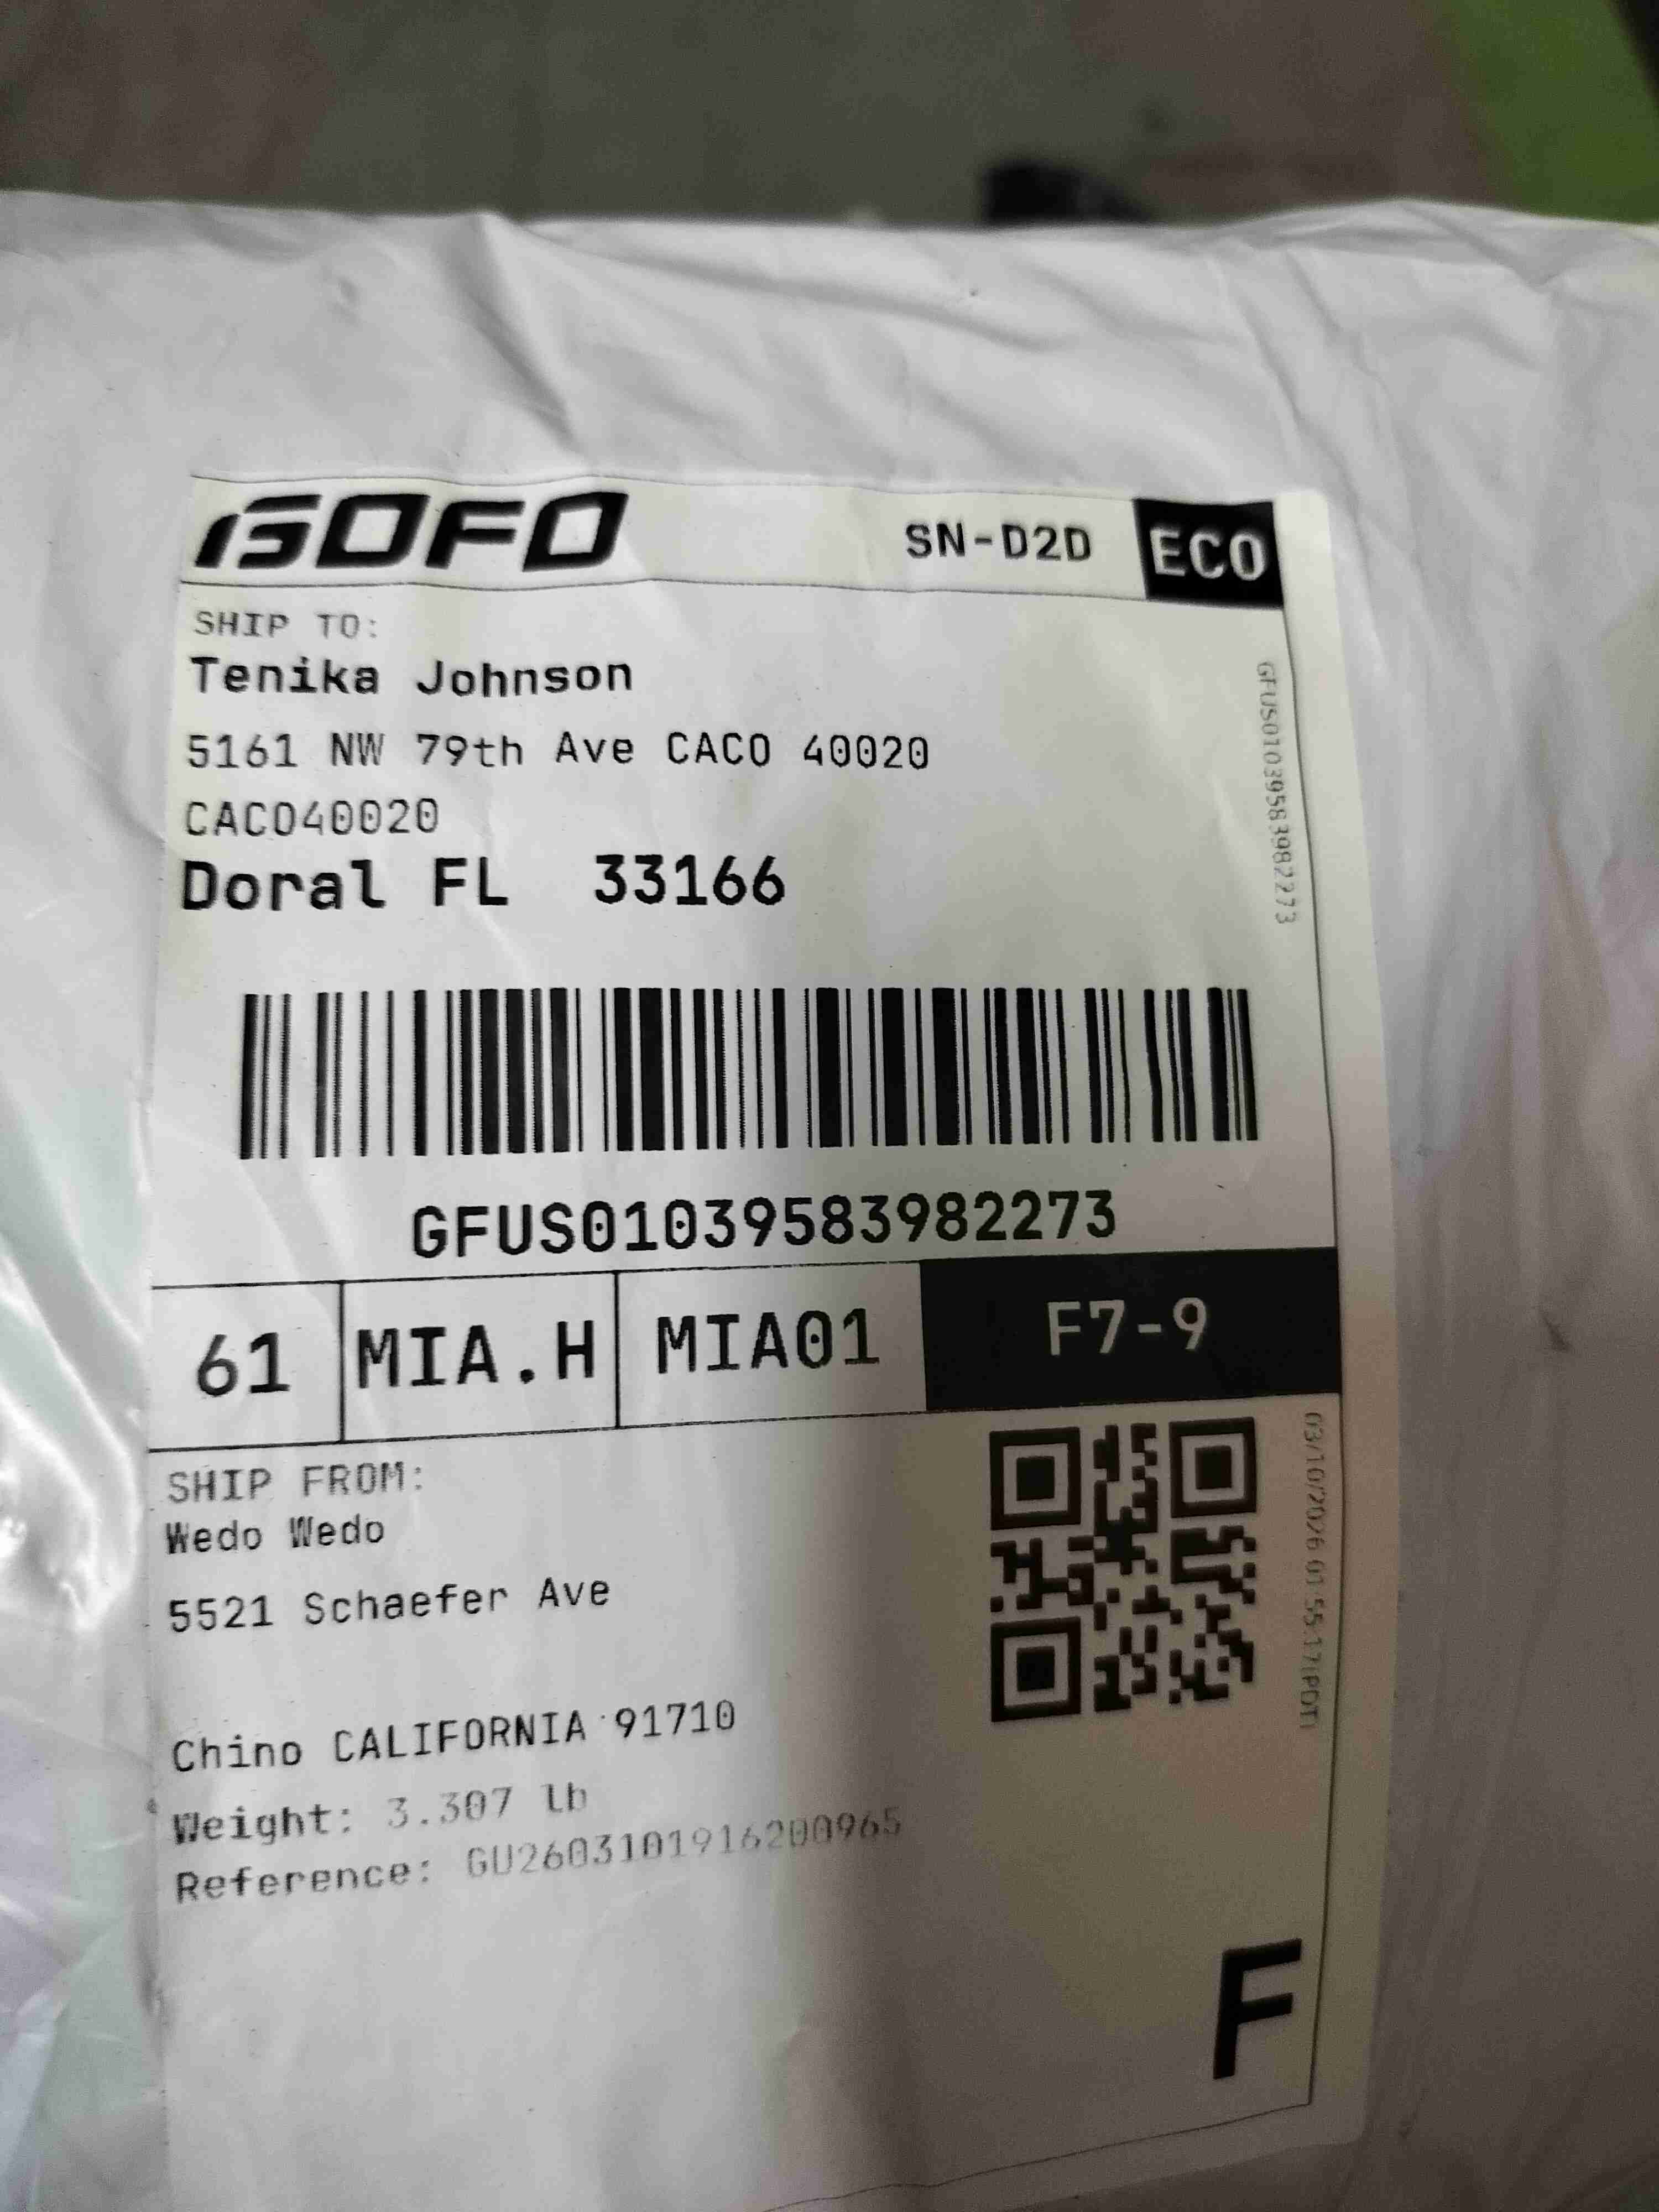 GOFO
SN-D2D
ECO
SHIP TO:
Tenika Johnson
5161 NW 79th Ave CACO 40020
CACO40020
Doral FL 33166
GFUS01039583982273
GFUS01039583982273
61
MIA.H
MIA01
F7-9
SHIP FROM:
Wedo Wedo
5521 Schaefer Ave
Chino CALIFORNIA 91710
Weight: 3.307 lb
Reference: GU2603101916200965
03/10/2026 01:55:17(PDT)
F